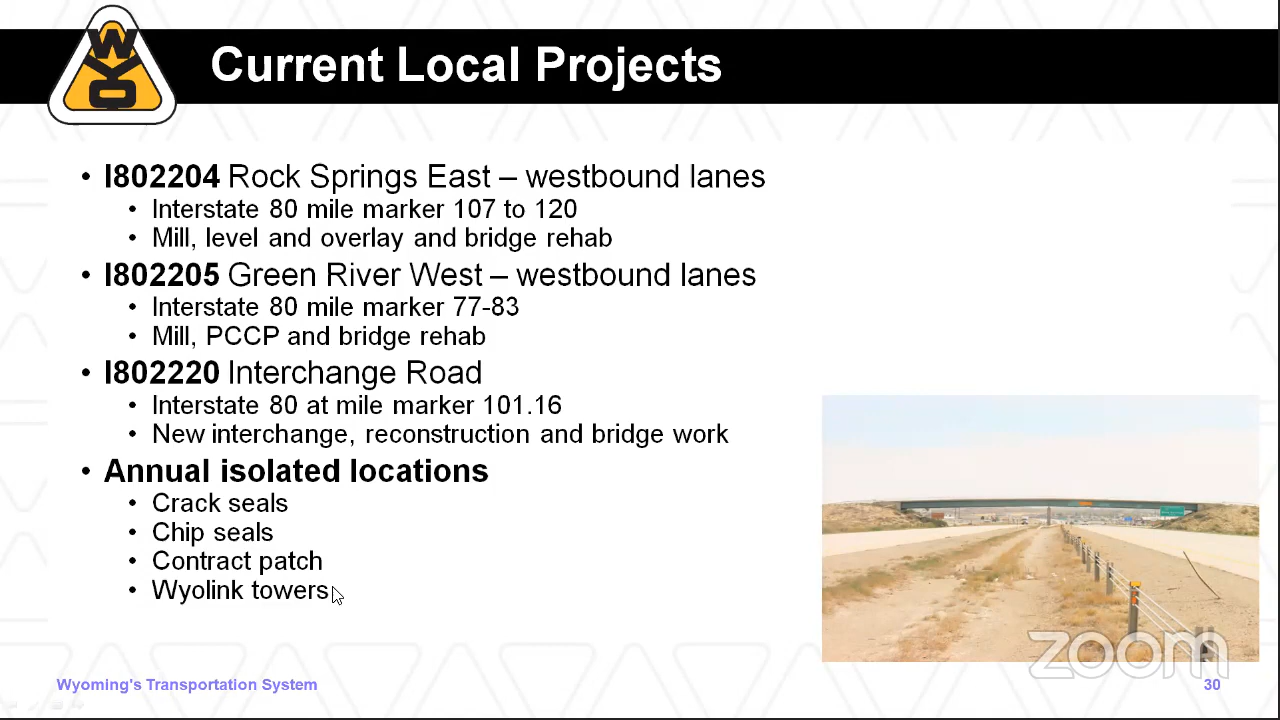 WYO
Current Local Projects
• I802204 Rock Springs East – westbound lanes
• Interstate 80 mile marker 107 to 120
• Mill, level and overlay and bridge rehab
• I802205 Green River West – westbound lanes
• Interstate 80 mile marker 77-83
• Mill, PCCP and bridge rehab
• I802220 Interchange Road
• Interstate 80 at mile marker 101.16
• New interchange, reconstruction and bridge work
• Annual isolated locations
• Crack seals
• Chip seals
• Contract patch
• Wyolink towers
zoom
Wyoming's Transportation System
30